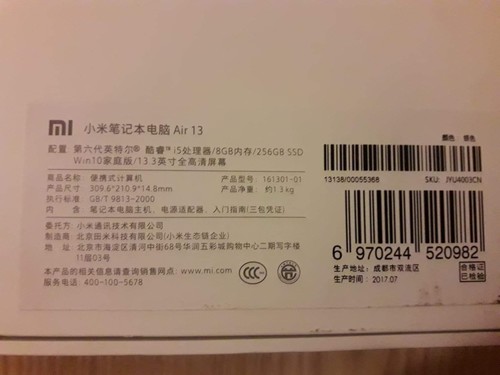 mi 小米笔记本电脑 Air 13
配置 第六代英特尔® 酷睿™ i5处理器/8GB内存/256GB SSD
Win10家庭版/13.3英寸全高清屏幕
名称: 便携式计算机
型号: 161301-01
尺寸: 309.6*210.9*14.8mm
产品重量: 约1.3kg
执行标准: GB/T 9813-2000
内含: 笔记本电脑主机、电源适配器、入门指南(三包凭证)
委托方: 小米通讯技术有限公司
制造商: 北京田米科技有限公司 (小米生态链企业)
地址: 北京市海淀区清河中街68号华润五彩城购物中心二期写字楼
11层03号
本产品的相关信息请查询销售网点: www.mi.com
服务电话: 400-100-5678
颜色: 银色
13138/00055368
SKU: JYU4003CN
6 970244 520982
生产地址: 成都市双流区
生产日期: 2017.07
合格证
已检验